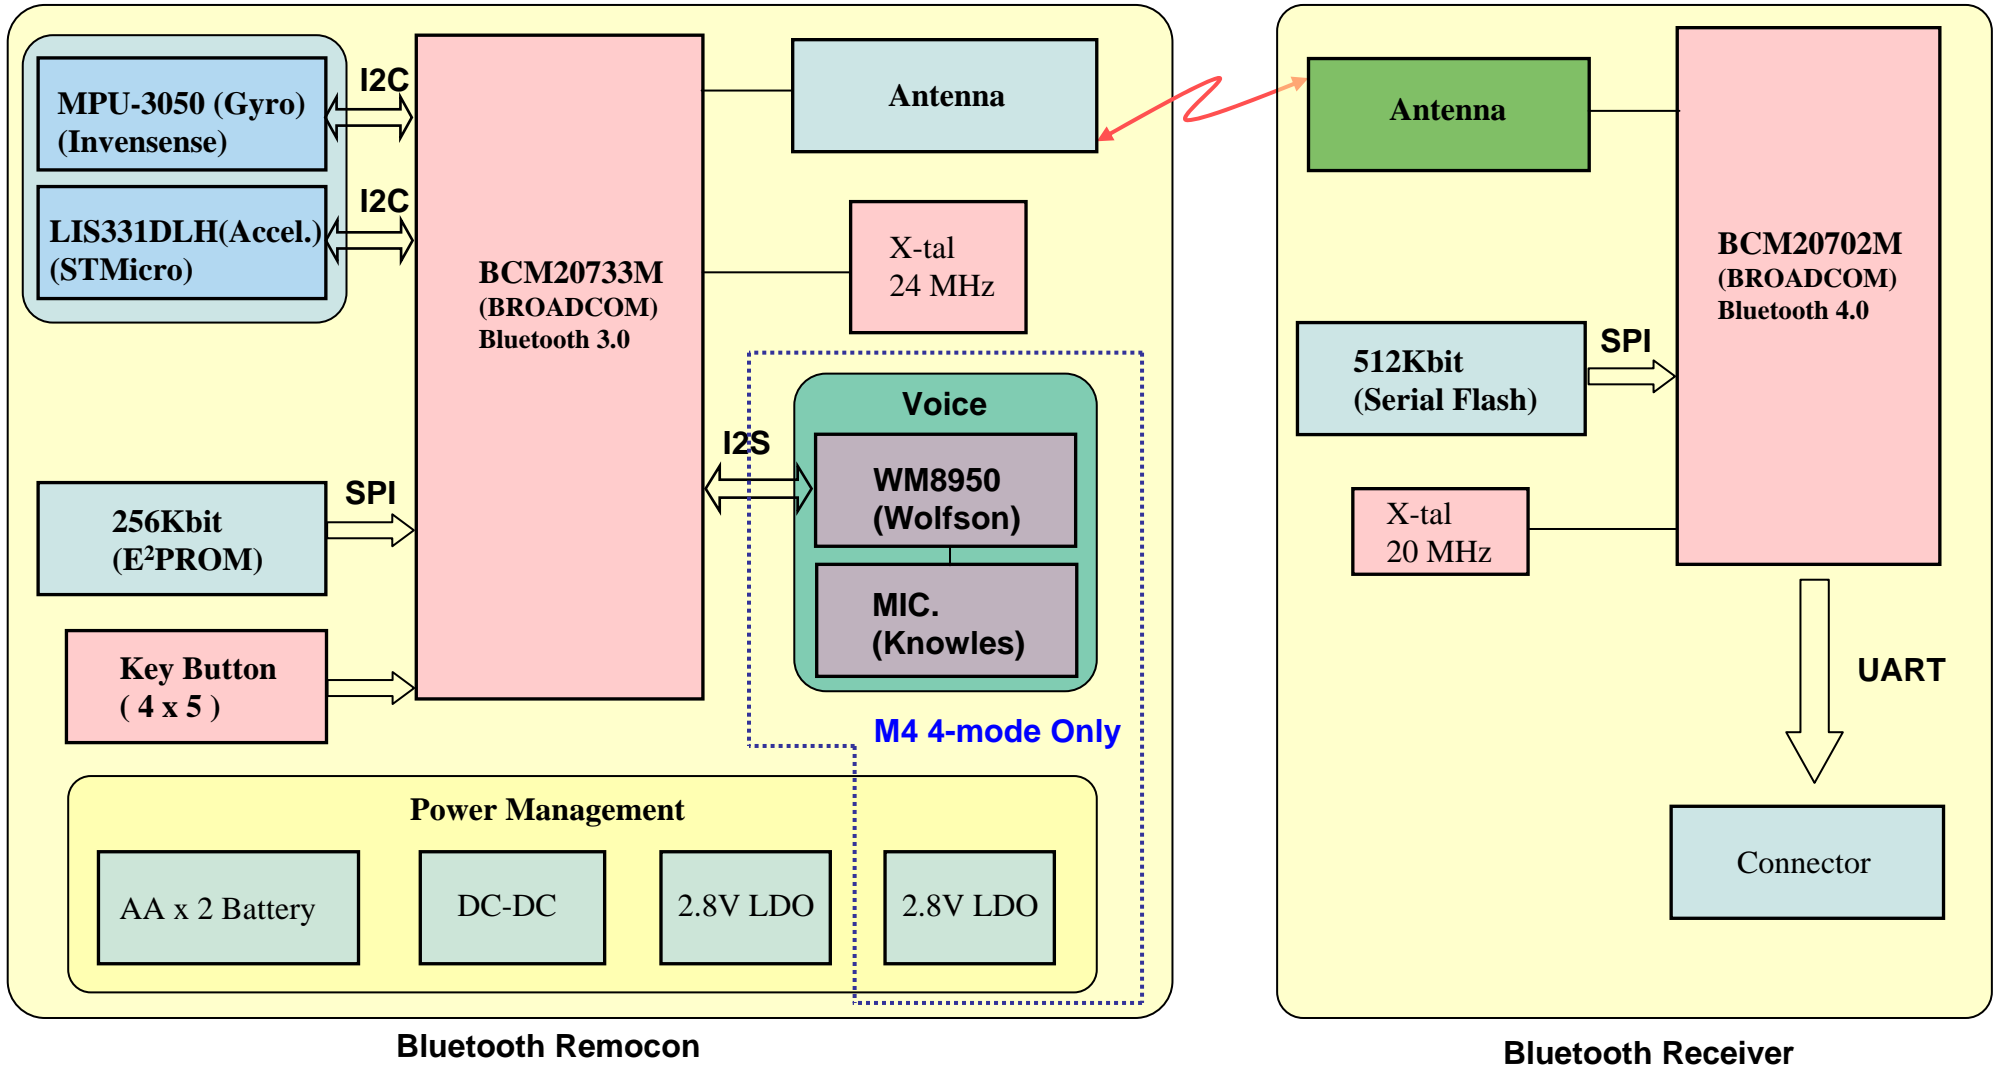 I2C
MPU-3050 (Gyro)
(Invensense)
I2C
LIS331DLH(Accel.)
(STMicro)
BCM20733M
(BROADCOM)
Bluetooth 3.0
Antenna
X-tal
24 MHz
SPI
256Kbit
(E²PROM)
Key Button
( 4 x 5 )
I2S
Voice
WM8950
(Wolfson)
MIC.
(Knowles)
M4 4-mode Only
Power Management
AA x 2 Battery
DC-DC
2.8V LDO
2.8V LDO
Bluetooth Remocon
Antenna
BCM20702M
(BROADCOM)
Bluetooth 4.0
SPI
512Kbit
(Serial Flash)
X-tal
20 MHz
UART
Connector
Bluetooth Receiver